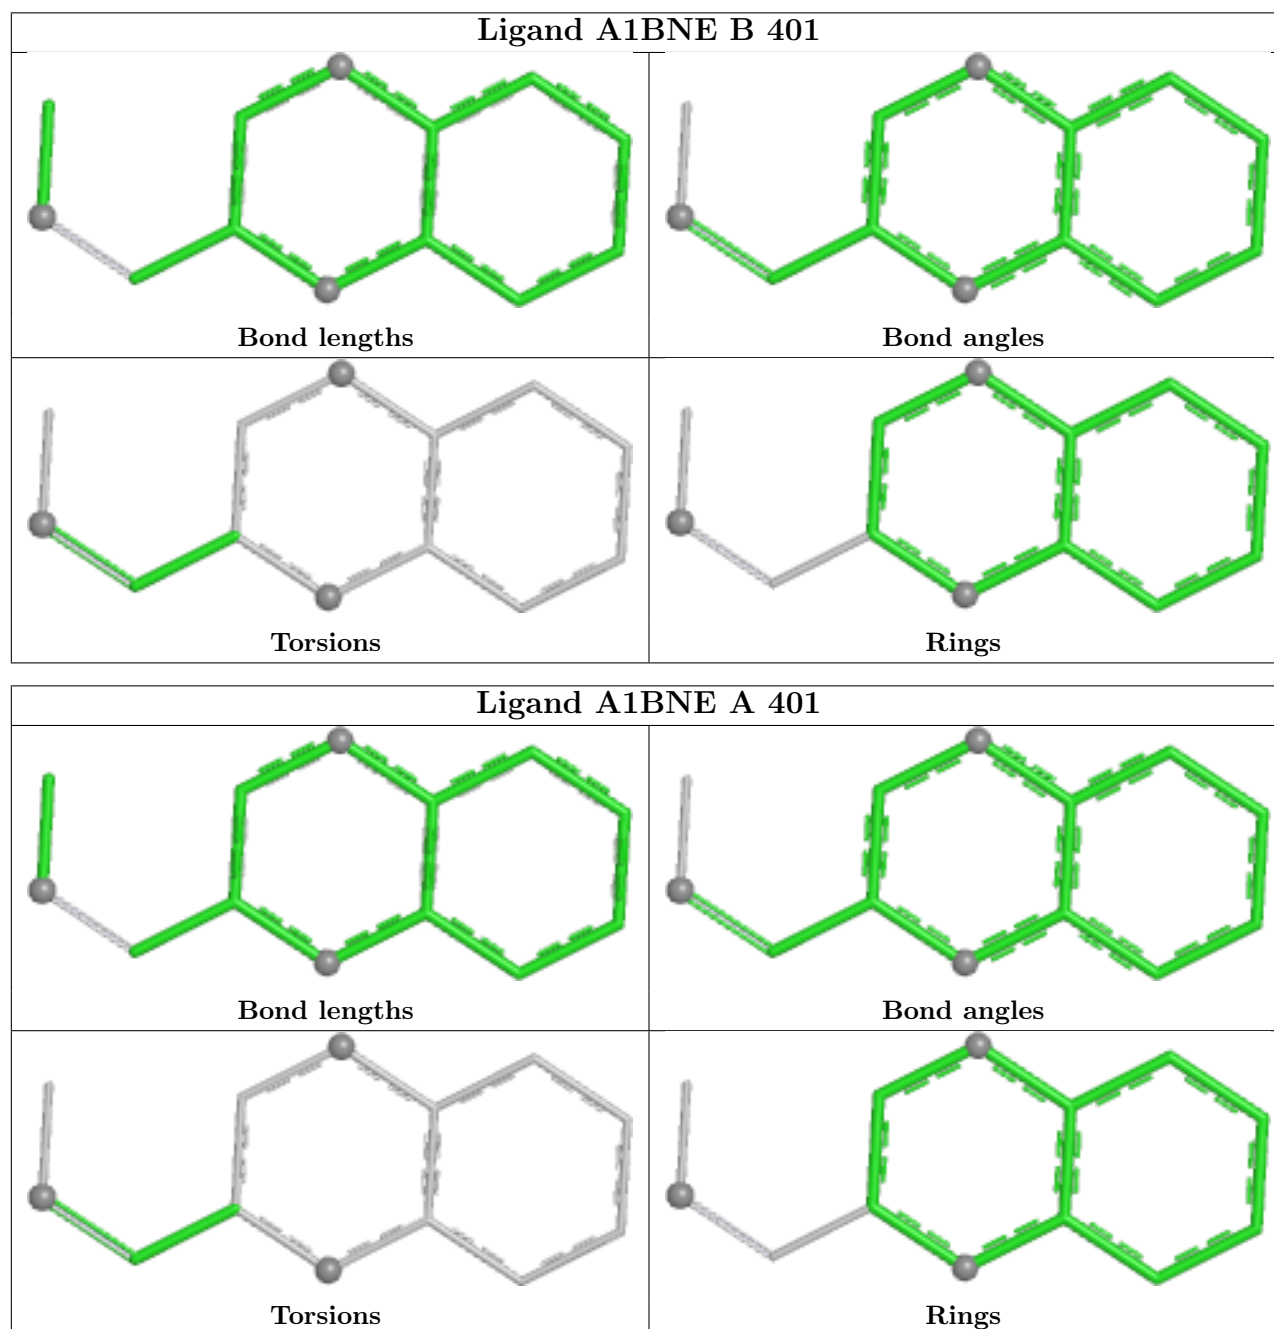 Ligand A1BNE B 401
Bond lengths
Bond angles
Torsions
Rings
Ligand A1BNE A 401
Bond lengths
Bond angles
Torsions
Rings